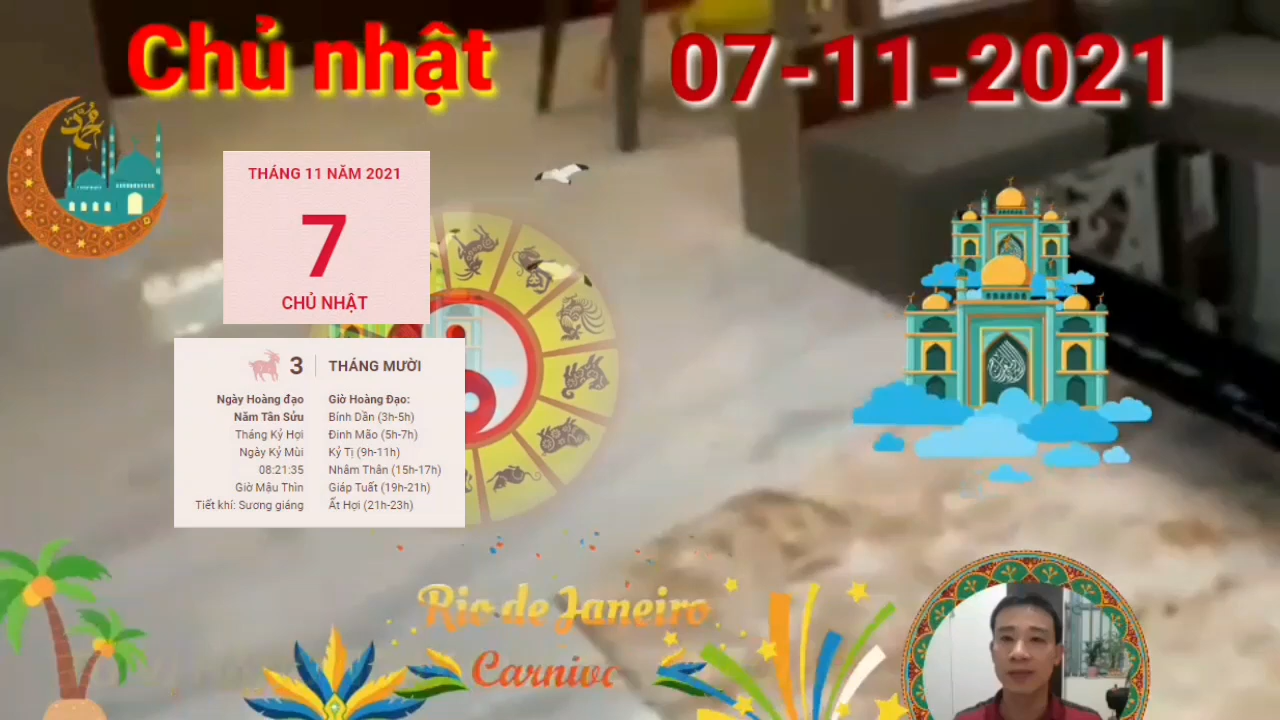 Chủ nhật
07-11-2021
THÁNG 11 NĂM 2021
7
CHỦ NHẬT
3
THÁNG MƯỜI
Ngày Hoàng đạo
Năm Tân Sửu
Tháng Kỷ Hợi
Ngày Kỷ Mùi
08:21:35
Giờ Mậu Thìn
Tiết khí: Sương giáng
Giờ Hoàng Đạo:
Bính Dần (3h-5h)
Đinh Mão (5h-7h)
Kỷ Tị (9h-11h)
Nhâm Thân (15h-17h)
Giáp Tuất (19h-21h)
Ất Hợi (21h-23h)
Rio de Janeiro